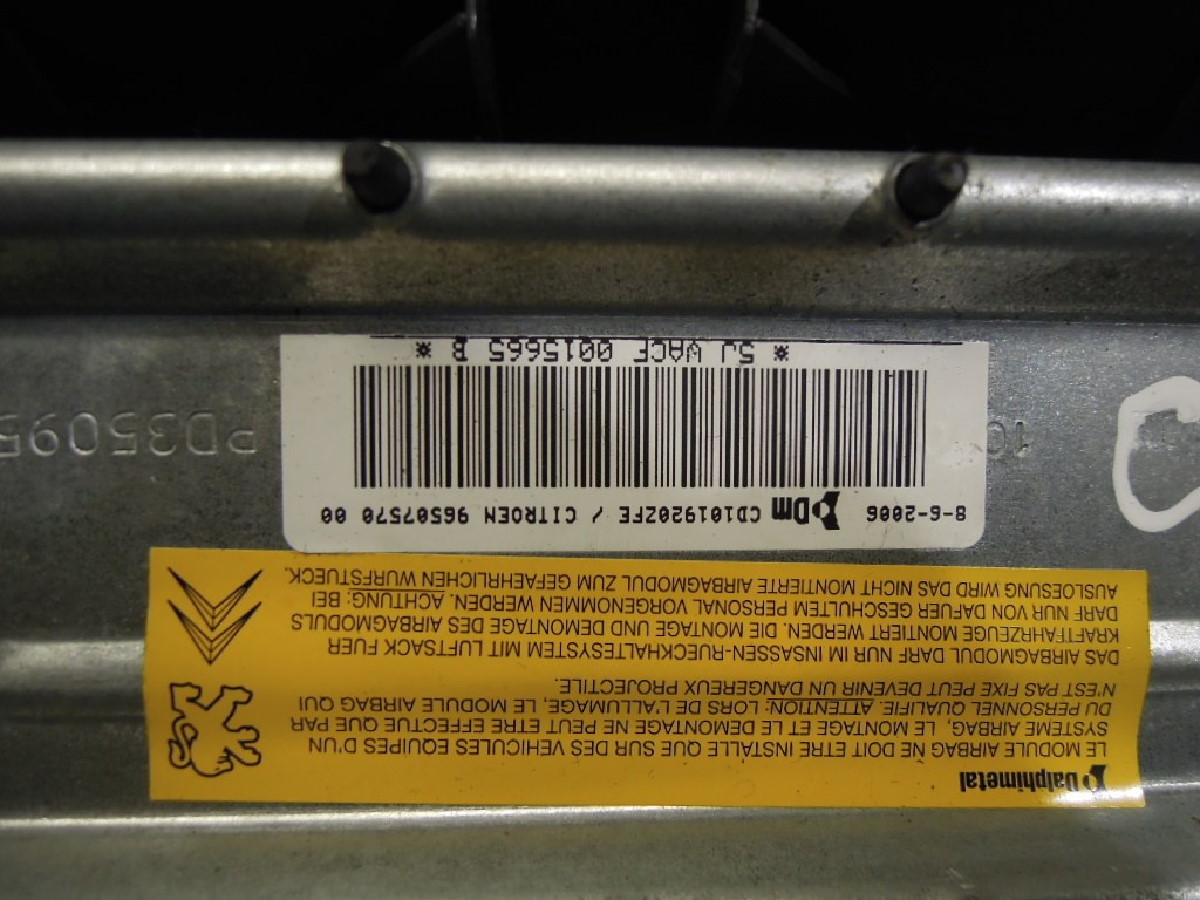 Dalphimetal
LE MODULE AIRBAG NE DOIT ETRE INSTALLE QUE SUR DES VEHICULES EQUIPES D'UN
SYSTEME AIRBAG, LE MONTAGE ET LE DEMONTAGE NE PEUT ETRE EFFECTUE QUE PAR
DU PERSONNEL QUALIFIE. ATTENTION: LORS DE L'ALLUMAGE, LE MODULE AIRBAG QUI
N'EST PAS FIXE PEUT DEVENIR UN DANGEREUX PROJECTILE.
DAS AIRBAGMODUL DARF NUR IM INSASSEN-RUECKHALTESYSTEM MIT LUFTSACK FUER
KRAFTFAHRZEUGE MONTIERT WERDEN. DIE MONTAGE UND DEMONTAGE DES AIRBAGMODULS
DARF NUR VON DAFUER GESCHULTEM PERSONAL VORGENOMMEN WERDEN. ACHTUNG: BEI
AUSLOESUNG WIRD DAS NICHT MONTIERTE AIRBAGMODUL ZUM GEFAEHRLICHEN WURFSTUECK.
8-6-2006 Dm CD101920ZFE / CITROEN 96507570 00
* 5J WACF 0015665 B *
PD35095